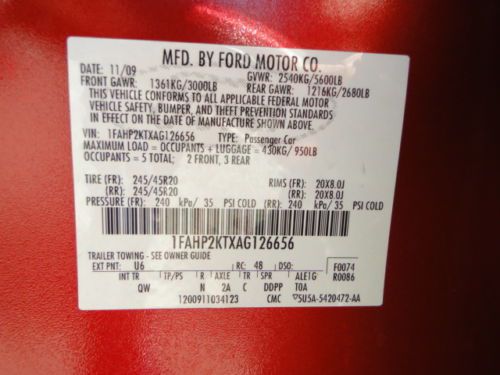 MFD. BY FORD MOTOR CO.
DATE: 11/09 GVWR: 2540KG/5600LB
FRONT GAWR: 1361KG/3000LB REAR GAWR: 1216KG/2680LB
THIS VEHICLE CONFORMS TO ALL APPLICABLE FEDERAL MOTOR
VEHICLE SAFETY, BUMPER, AND THEFT PREVENTION STANDARDS
IN EFFECT ON THE DATE OF MANUFACTURE SHOWN ABOVE.
VIN: 1FAHP2KTXAG126656 TYPE: Passenger Car
MAXIMUM LOAD = OCCUPANTS + LUGGAGE = 430KG/ 950LB
OCCUPANTS = 5 TOTAL; 2 FRONT, 3 REAR
TIRE (FR): 245/45R20 RIMS (FR): 20X8.0J
(RR): 245/45R20 (RR): 20X8.0J
PRESSURE (FR): 240 kPa/ 35 PSI COLD (RR): 240 kPa/ 35 PSI COLD
1FAHP2KTXAG126656
TRAILER TOWING - SEE OWNER GUIDE
EXT PNT: U6 RC: 48 DSO: F0074
INT TR TP/PS R AXLE TR SPR ALE1G R0086
QW N 2A C DDPP T0A
1200911034123 CMC 5U5A-5420472-AA